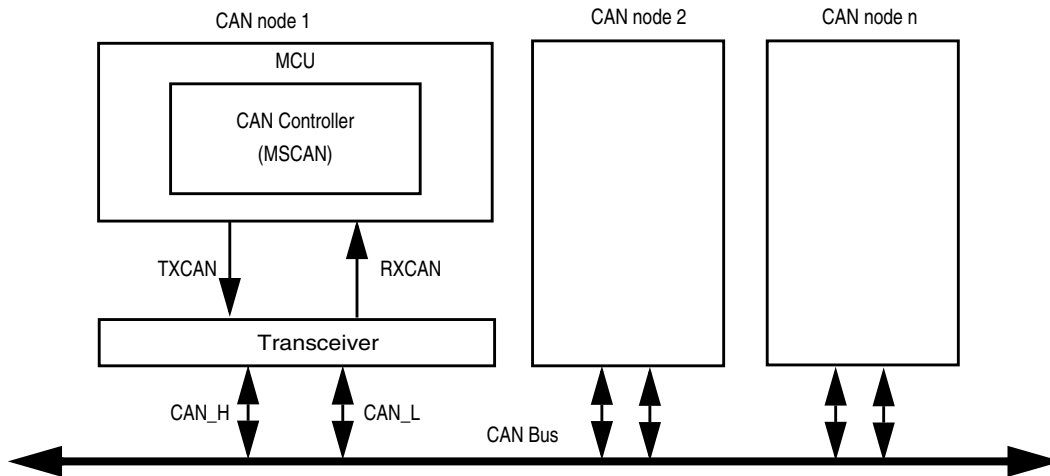 CAN node 1
CAN node 2
CAN node n
MCU
CAN Controller
(MSCAN)
TXCAN
RXCAN
Transceiver
CAN_H
CAN_L
CAN Bus